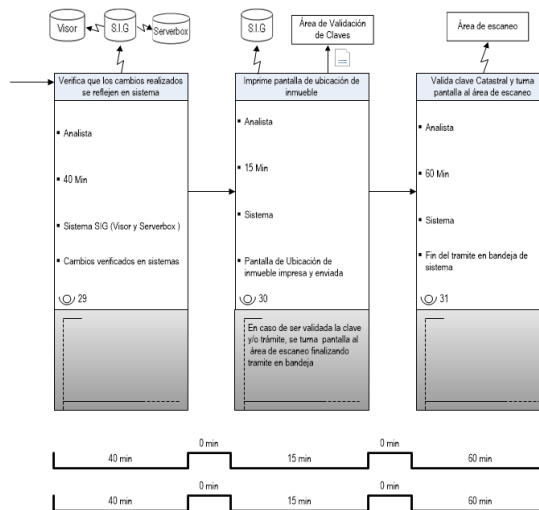 Visor
S.I.G
Serverbox
S.I.G
Área de Validación
de Claves
Área de escaneo
Verifica que los cambios realizados
se reflejen en sistema
Analista
40 Min
Sistema SIG (Visor y Serverbox )
Cambios verificados en sistemas
29
Imprime pantalla de ubicación de
inmueble
Analista
15 Min
Sistema
Pantalla de Ubicación de
inmueble impresa y enviada
30
En caso de ser validada la clave
y/o trámite, se turna pantalla al
área de escaneo finalizando
tramite en bandeja
Valida clave Catastral y turna
pantalla al área de escaneo
Analista
60 Min
Sistema
Fin del tramite en bandeja de
sistema
31
40 min
0 min
15 min
0 min
60 min
40 min
0 min
15 min
0 min
60 min